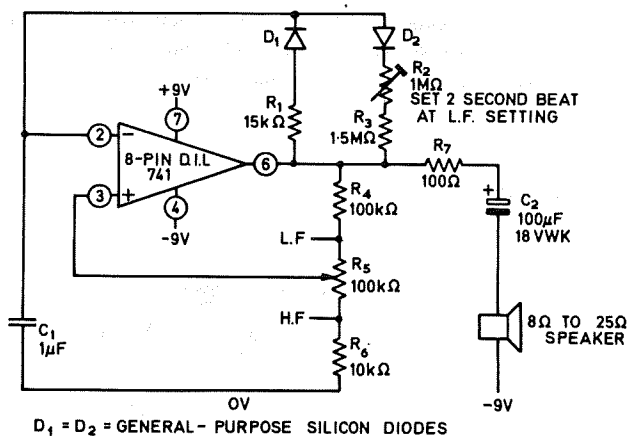 D1
D2
R1
15kΩ
R2
1MΩ
SET 2 SECOND BEAT
AT L.F. SETTING
R3
1·5MΩ
+9V
7
2
−
8-PIN D.I.L
741
6
3
+
4
−9V
R7
100Ω
R4
100kΩ
L.F
R5
100kΩ
H.F
R6
10kΩ
+
C2
100µF
18 VWK
8Ω TO 25Ω
SPEAKER
−9V
C1
1µF
0V
D1 = D2 = GENERAL-PURPOSE SILICON DIODES